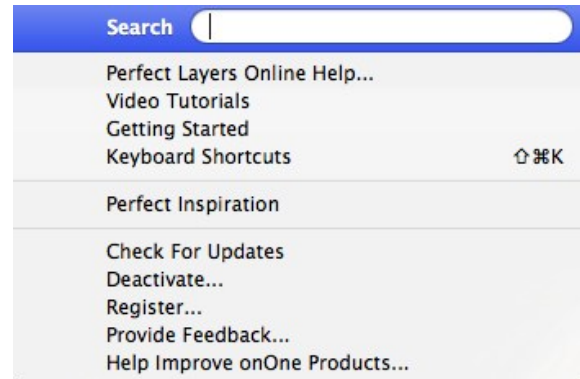 Search
Perfect Layers Online Help...
Video Tutorials
Getting Started
Keyboard Shortcuts ⇧⌘K
Perfect Inspiration
Check For Updates
Deactivate...
Register...
Provide Feedback...
Help Improve onOne Products...